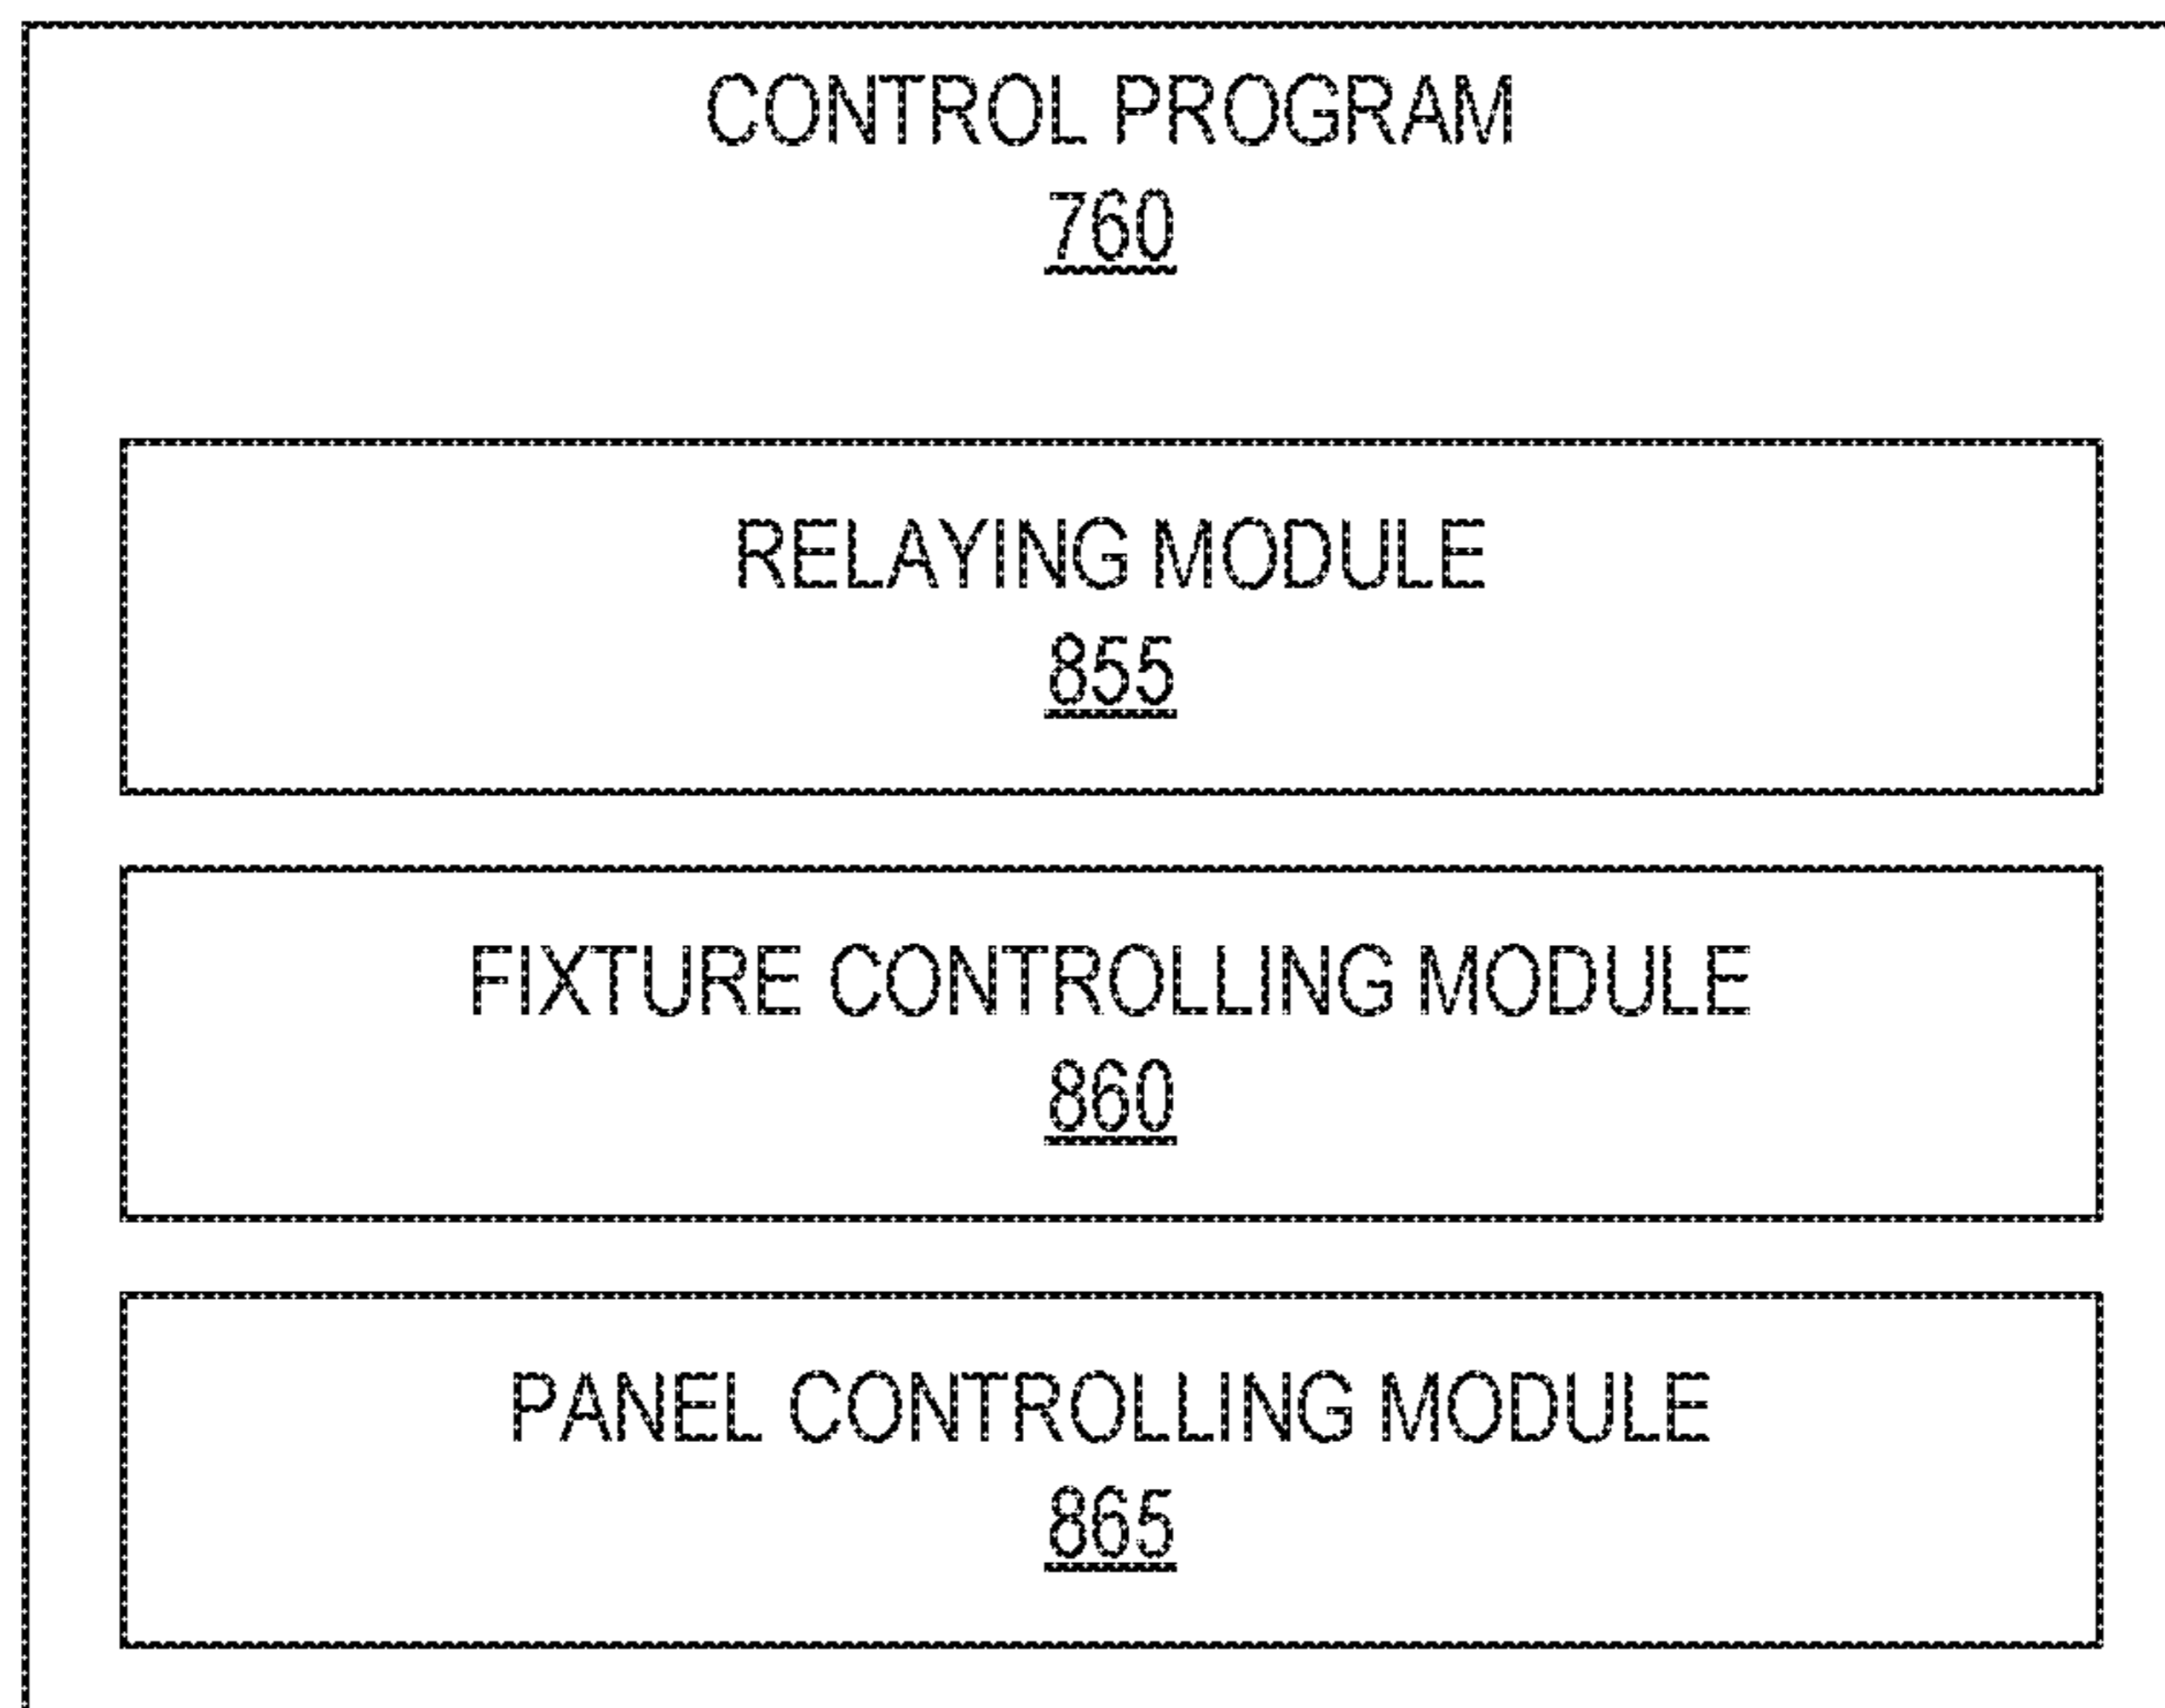 CONTROL PROGRAM
760
RELAYING MODULE
855
FIXTURE CONTROLLING MODULE
860
PANEL CONTROLLING MODULE
865